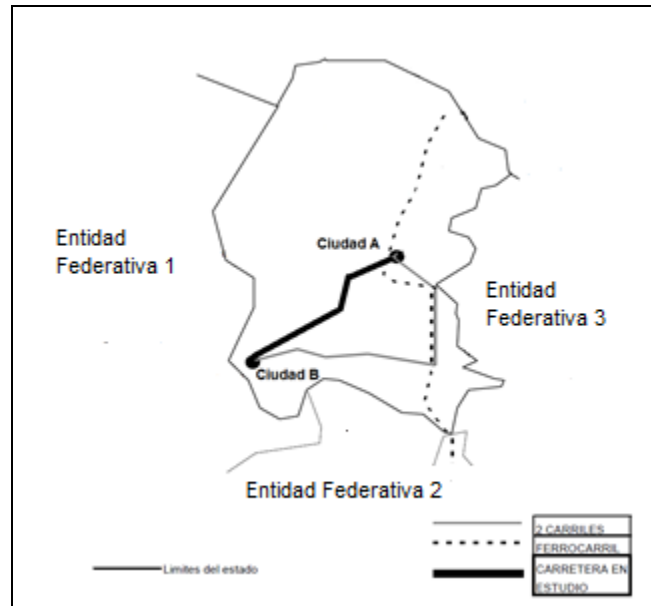 Ciudad A
Entidad
Federativa 1
Entidad
Federativa 3
Ciudad B
Entidad Federativa 2
2 CARRILES
FERROCARRIL
CARRETERA EN
ESTUDIO
Limites del estado